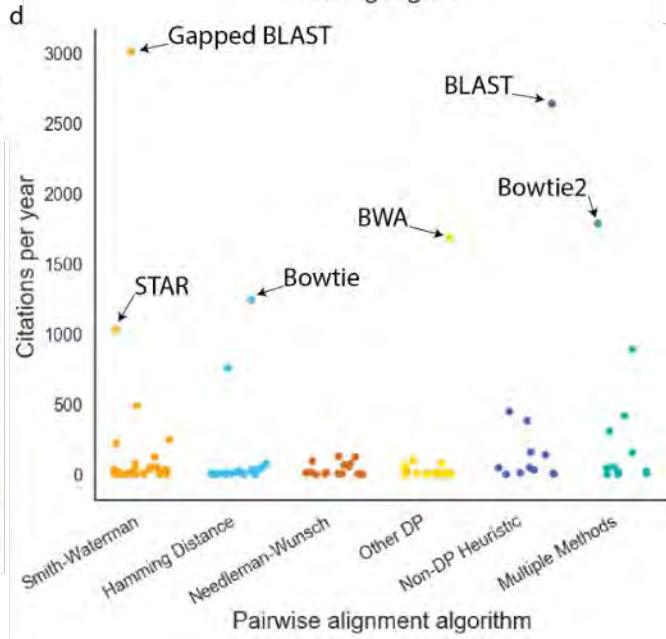 d
3000
Gapped BLAST
BLAST
2500
Bowtie2
2000
BWA
1500
STAR
Bowtie
1000
500
0
Citations per year
Smith-Waterman
Hamming Distance
Needleman-Wunsch
Other DP
Non-DP Heuristic
Multiple Methods
Pairwise alignment algorithm